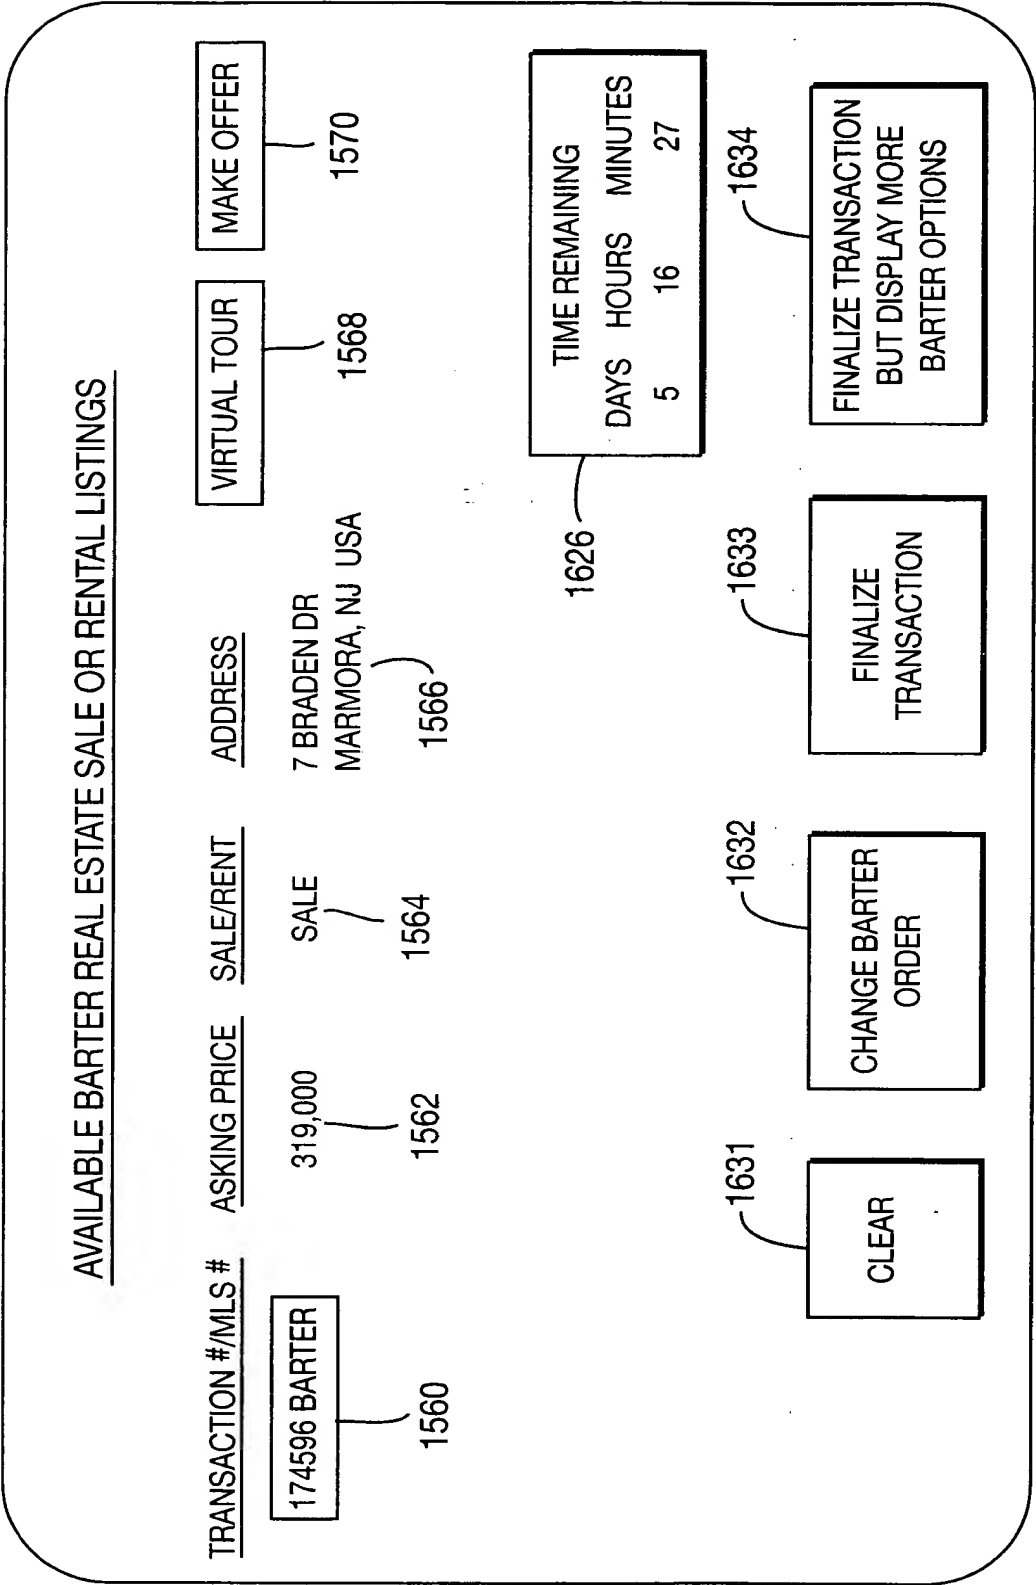 AVAILABLE BARTER REAL ESTATE SALE OR RENTAL LISTINGS
TRANSACTION #/MLS # ASKING PRICE SALE/RENT ADDRESS VIRTUAL TOUR MAKE OFFER
174596 BARTER 319,000 SALE 7 BRADEN DR
MARMORA, NJ USA
1560 1562 1564 1566 1568 1570
TIME REMAINING
DAYS HOURS MINUTES
5 16 27
1626
1631 1632 1633 1634
CLEAR
CHANGE BARTER
ORDER
FINALIZE
TRANSACTION
FINALIZE TRANSACTION
BUT DISPLAY MORE
BARTER OPTIONS